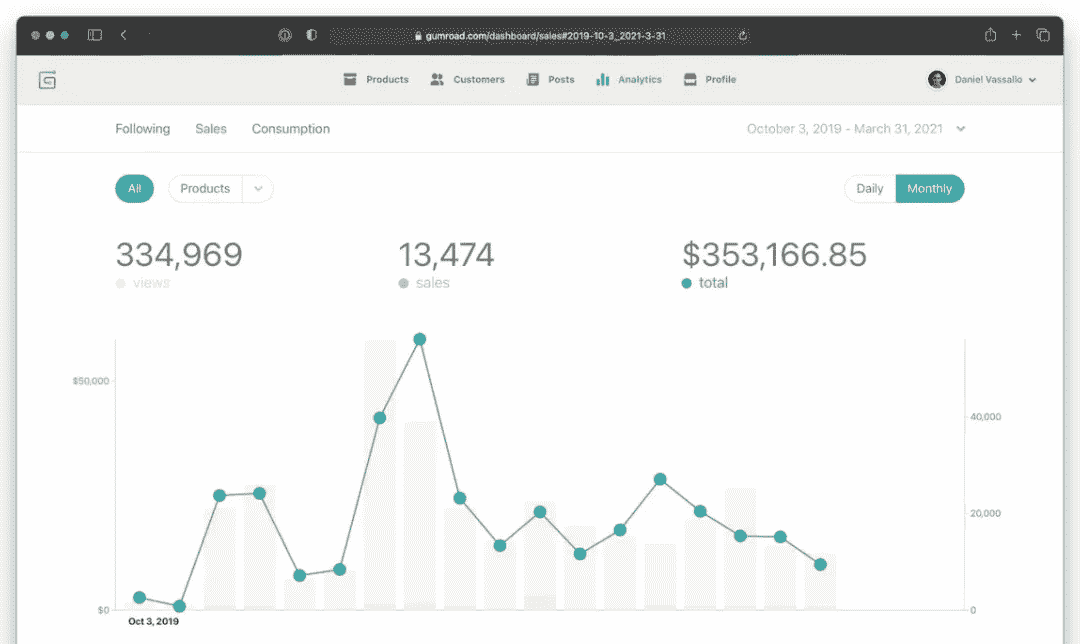 gumroad.com/dashboard/sales#2019-10-3_2021-3-31
Products Customers Posts Analytics Profile Daniel Vassallo
Following Sales Consumption October 3, 2019 - March 31, 2021
All Products Daily Monthly
334,969 13,474 $353,166.85
views sales total
$50,000
40,000
20,000
$0 0
Oct 3, 2019